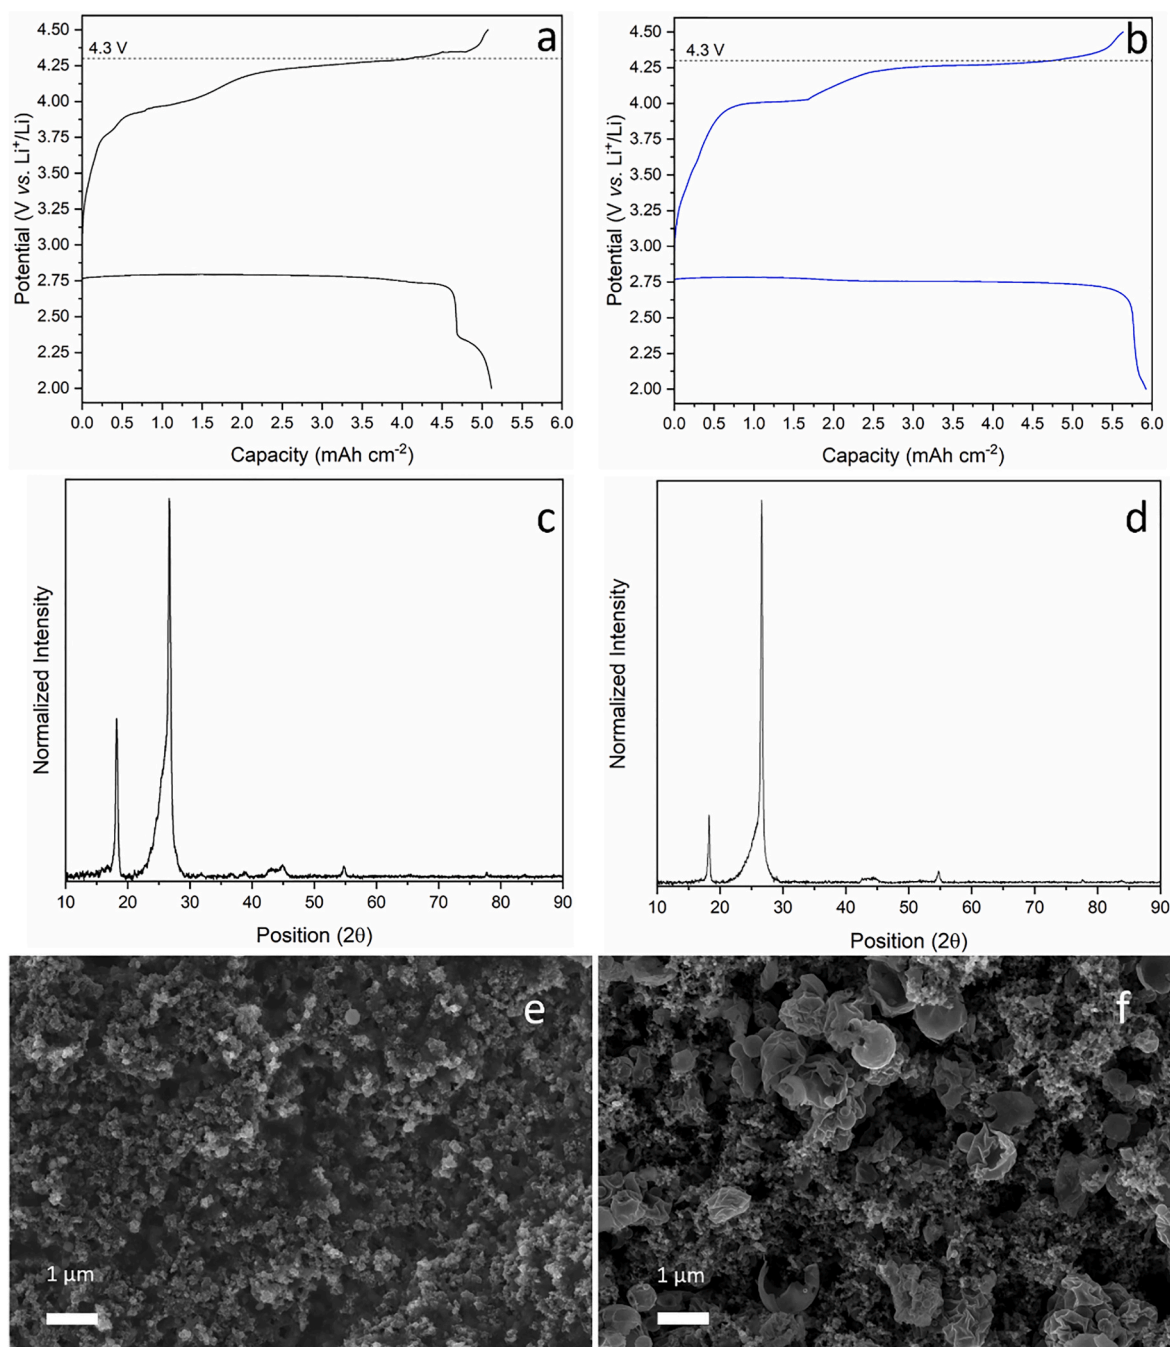 a
4.3 V
4.50
4.25
4.00
3.75
3.50
3.25
3.00
2.75
2.50
2.25
2.00
Potential (V vs. Li⁺/Li)
0.0 0.5 1.0 1.5 2.0 2.5 3.0 3.5 4.0 4.5 5.0 5.5 6.0
Capacity (mAh cm⁻²)
b
4.3 V
4.50
4.25
4.00
3.75
3.50
3.25
3.00
2.75
2.50
2.25
2.00
Potential (V vs. Li⁺/Li)
0.0 0.5 1.0 1.5 2.0 2.5 3.0 3.5 4.0 4.5 5.0 5.5 6.0
Capacity (mAh cm⁻²)
c
Normalized Intensity
10 20 30 40 50 60 70 80 90
Position (2θ)
d
Normalized Intensity
10 20 30 40 50 60 70 80 90
Position (2θ)
e
1 μm
f
1 μm